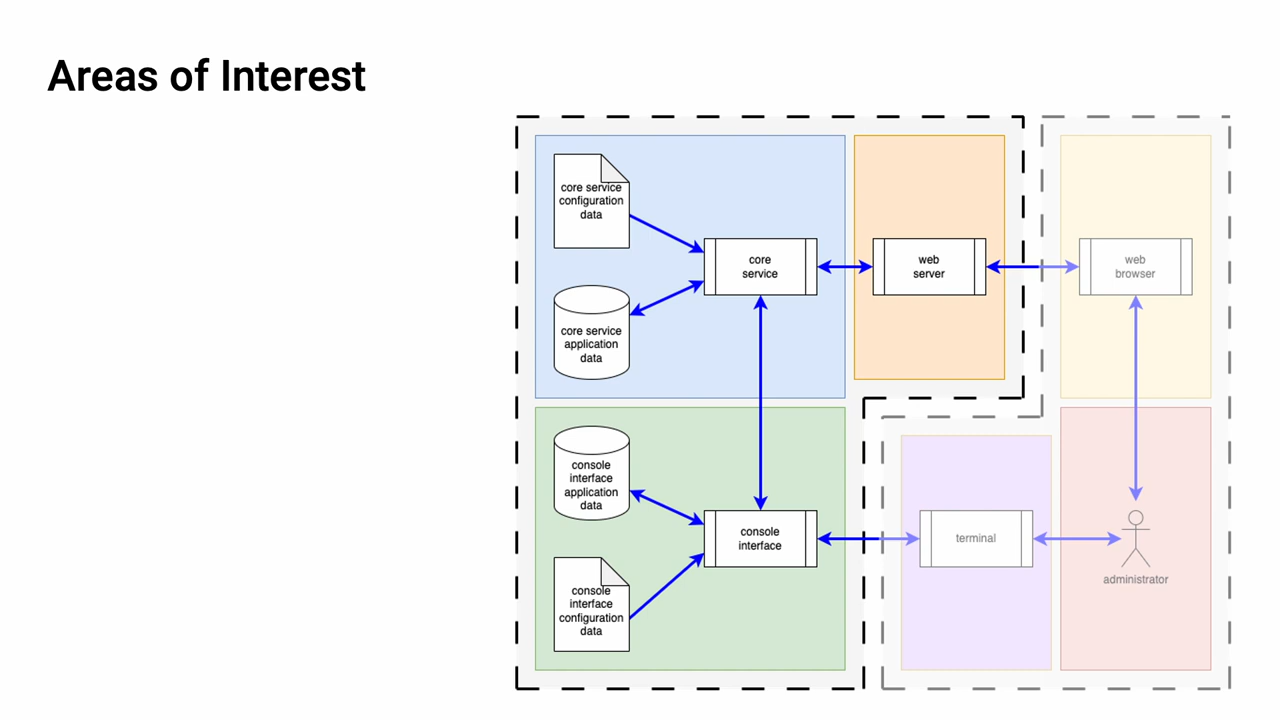 Areas of Interest
core service
configuration
data
core
service
web
server
web
browser
core service
application
data
console
interface
application
data
console
interface
terminal
administrator
console
interface
configuration
data